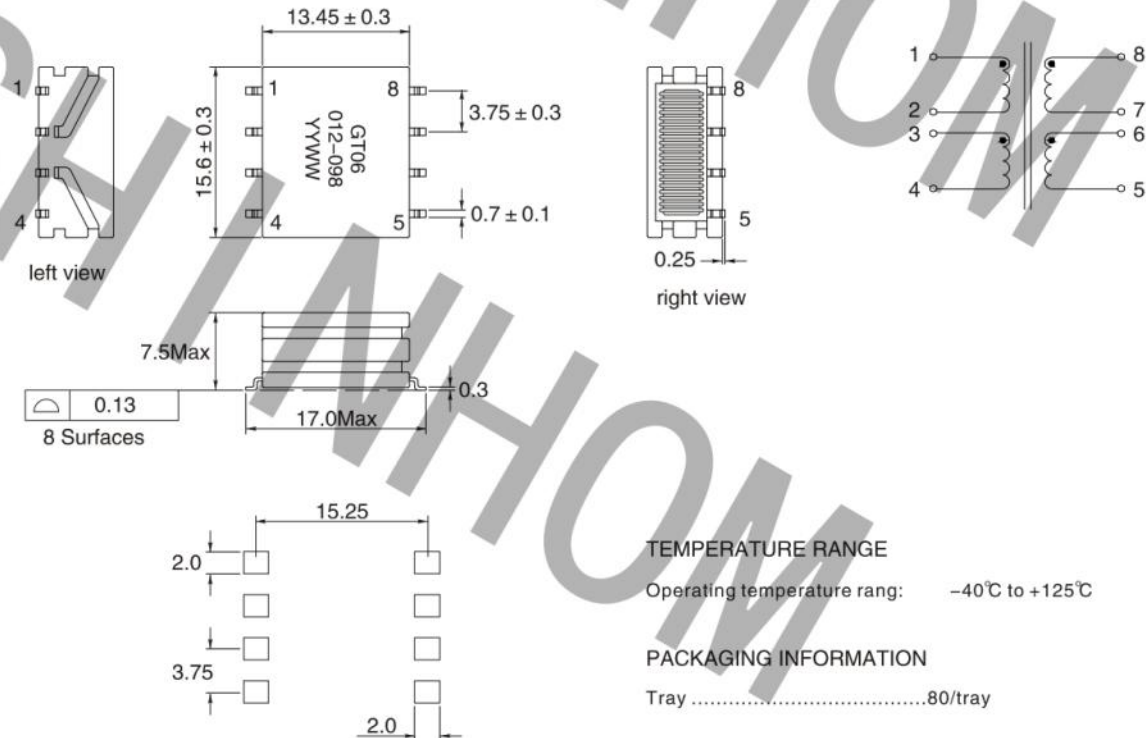 13.45 ± 0.3
15.6 ± 0.3
3.75 ± 0.3
0.7 ± 0.1
1
4
left view
1
8
4
5
GT06
012-098
YYWW
8
5
0.25
right view
1
2
3
4
8
7
6
5
7.5Max
0.3
17.0Max
0.13
8 Surfaces
15.25
2.0
3.75
2.0
TEMPERATURE RANGE
Operating temperature rang: −40℃ to +125℃
PACKAGING INFORMATION
Tray ......................................80/tray
SHINHOM